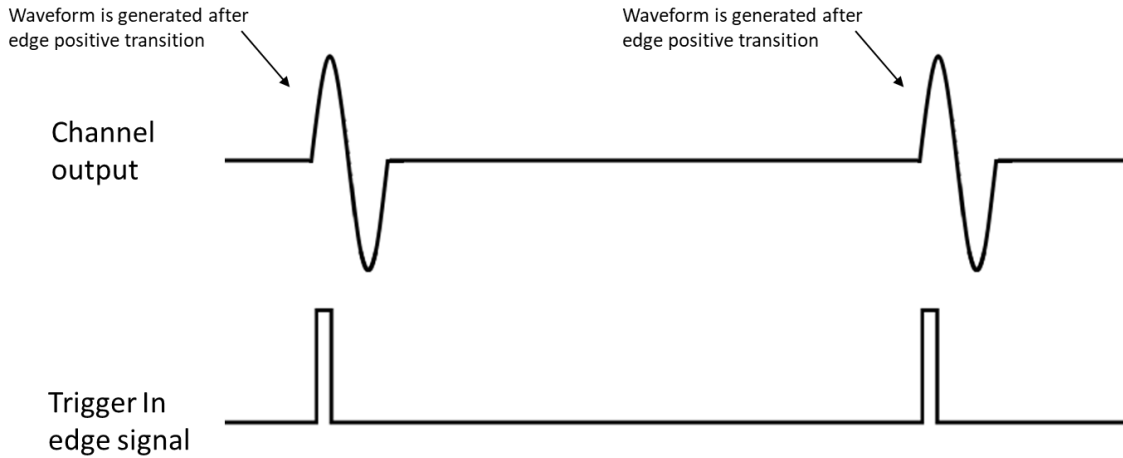 Waveform is generated after
edge positive transition
Waveform is generated after
edge positive transition
Channel
output
Trigger In
edge signal